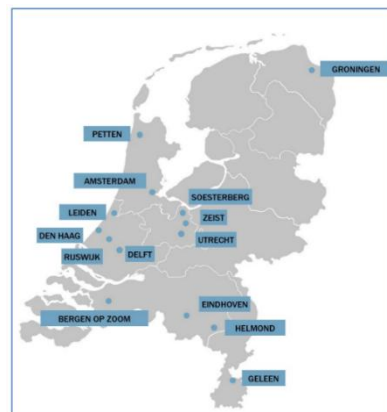 GRONINGEN
PETTEN
AMSTERDAM
SOESTERBERG
LEIDEN
ZEIST
DEN HAAG
UTRECHT
RIJSWIJK
DELFT
EINDHOVEN
BERGEN OP ZOOM
HELMOND
GELEEN